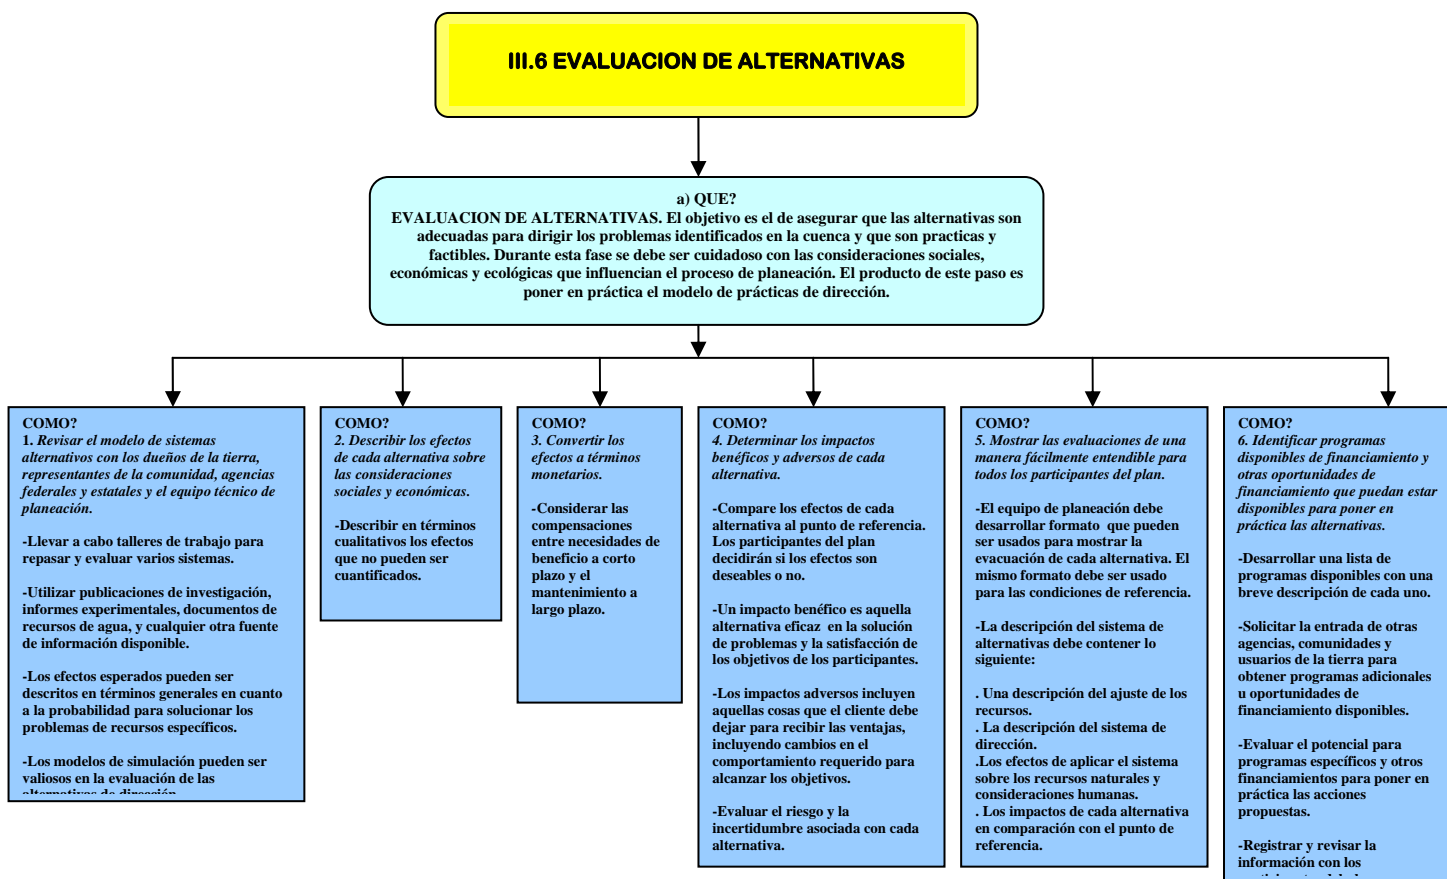 III.6 EVALUACION DE ALTERNATIVAS
a) QUE?
EVALUACION DE ALTERNATIVAS. El objetivo es el de asegurar que las alternativas son
adecuadas para dirigir los problemas identificados en la cuenca y que son practicas y
factibles. Durante esta fase se debe ser cuidadoso con las consideraciones sociales,
económicas y ecológicas que influencian el proceso de planeación. El producto de este paso es
poner en práctica el modelo de prácticas de dirección.
COMO?
1. Revisar el modelo de sistemas
alternativos con los dueños de la tierra,
representantes de la comunidad, agencias
federales y estatales y el equipo técnico de
planeación.
-Llevar a cabo talleres de trabajo para
repasar y evaluar varios sistemas.
-Utilizar publicaciones de investigación,
informes experimentales, documentos de
recursos de agua, y cualquier otra fuente
de información disponible.
-Los efectos esperados pueden ser
descritos en términos generales en cuanto
a la probabilidad para solucionar los
problemas de recursos específicos.
-Los modelos de simulación pueden ser
valiosos en la evaluación de las
alternativas de dirección
COMO?
2. Describir los efectos
de cada alternativa sobre
las consideraciones
sociales y económicas.
-Describir en términos
cualitativos los efectos
que no pueden ser
cuantificados.
COMO?
3. Convertir los
efectos a términos
monetarios.
-Considerar las
compensaciones
entre necesidades de
beneficio a corto
plazo y el
mantenimiento a
largo plazo.
COMO?
4. Determinar los impactos
benéficos y adversos de cada
alternativa.
-Compare los efectos de cada
alternativa al punto de referencia.
Los participantes del plan
decidirán si los efectos son
deseables o no.
-Un impacto benéfico es aquella
alternativa eficaz en la solución
de problemas y la satisfacción de
los objetivos de los participantes.
-Los impactos adversos incluyen
aquellas cosas que el cliente debe
dejar para recibir las ventajas,
incluyendo cambios en el
comportamiento requerido para
alcanzar los objetivos.
-Evaluar el riesgo y la
incertidumbre asociada con cada
alternativa.
COMO?
5. Mostrar las evaluaciones de una
manera fácilmente entendible para
todos los participantes del plan.
-El equipo de planeación debe
desarrollar formato que pueden
ser usados para mostrar la
evacuación de cada alternativa. El
mismo formato debe ser usado
para las condiciones de referencia.
-La descripción del sistema de
alternativas debe contener lo
siguiente:
. Una descripción del ajuste de los
recursos.
. La descripción del sistema de
dirección.
.Los efectos de aplicar el sistema
sobre los recursos naturales y
consideraciones humanas.
. Los impactos de cada alternativa
en comparación con el punto de
referencia.
COMO?
6. Identificar programas
disponibles de financiamiento y
otras oportunidades de
financiamiento que puedan estar
disponibles para poner en
práctica las alternativas.
-Desarrollar una lista de
programas disponibles con una
breve descripción de cada uno.
-Solicitar la entrada de otras
agencias, comunidades y
usuarios de la tierra para
obtener programas adicionales
u oportunidades de
financiamiento disponibles.
-Evaluar el potencial para
programas específicos y otros
financiamientos para poner en
práctica las acciones
propuestas.
-Registrar y revisar la
información con los